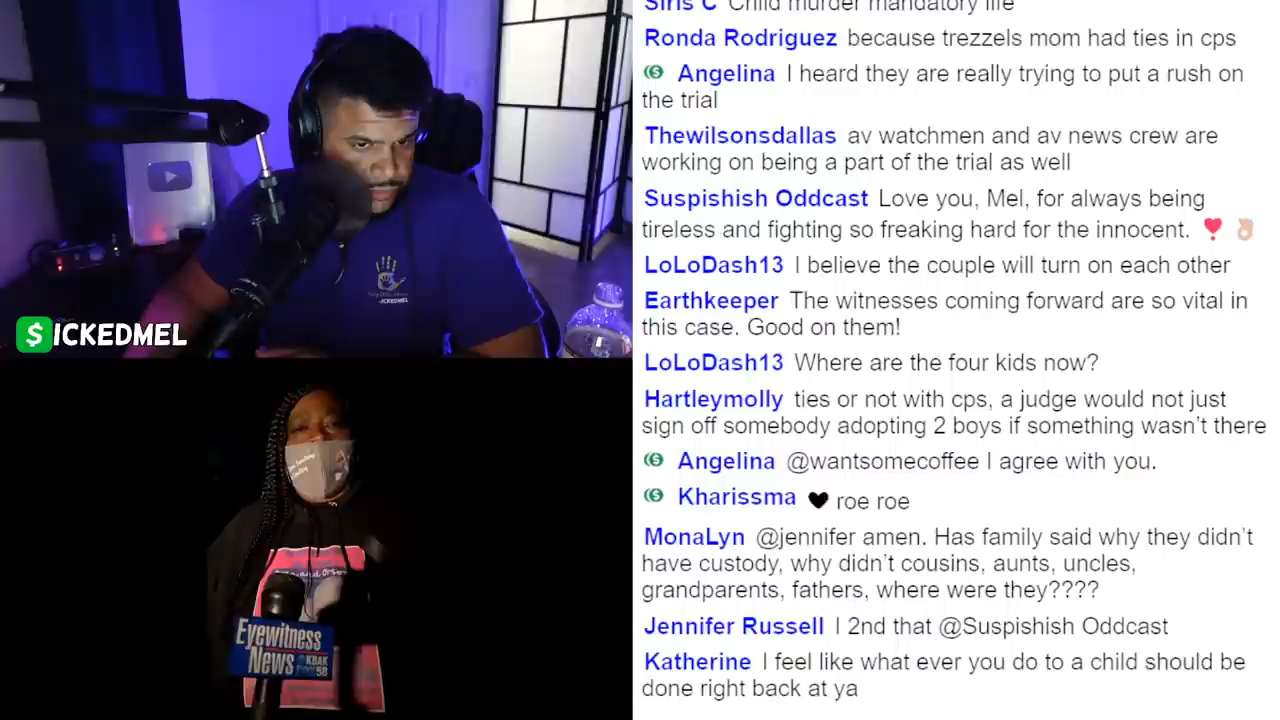 Siris C Child murder mandatory life
Ronda Rodriguez because trezzels mom had ties in cps
Angelina I heard they are really trying to put a rush on
the trial
Thewilsonsdallas av watchmen and av news crew are
working on being a part of the trial as well
Suspishish Oddcast Love you, Mel, for always being
tireless and fighting so freaking hard for the innocent.
LoLoDash13 I believe the couple will turn on each other
Earthkeeper The witnesses coming forward are so vital in
this case. Good on them!
LoLoDash13 Where are the four kids now?
Hartleymolly ties or not with cps, a judge would not just
sign off somebody adopting 2 boys if something wasn't there
Angelina @wantsomecoffee I agree with you.
Kharissma 🖤 roe roe
MonaLyn @jennifer amen. Has family said why they didn't
have custody, why didn't cousins, aunts, uncles,
grandparents, fathers, where were they????
Jennifer Russell I 2nd that @Suspishish Oddcast
Katherine I feel like what ever you do to a child should be
done right back at ya
$ICKEDMEL
ICKEDMEL
Eyewitness
News KBAK
58